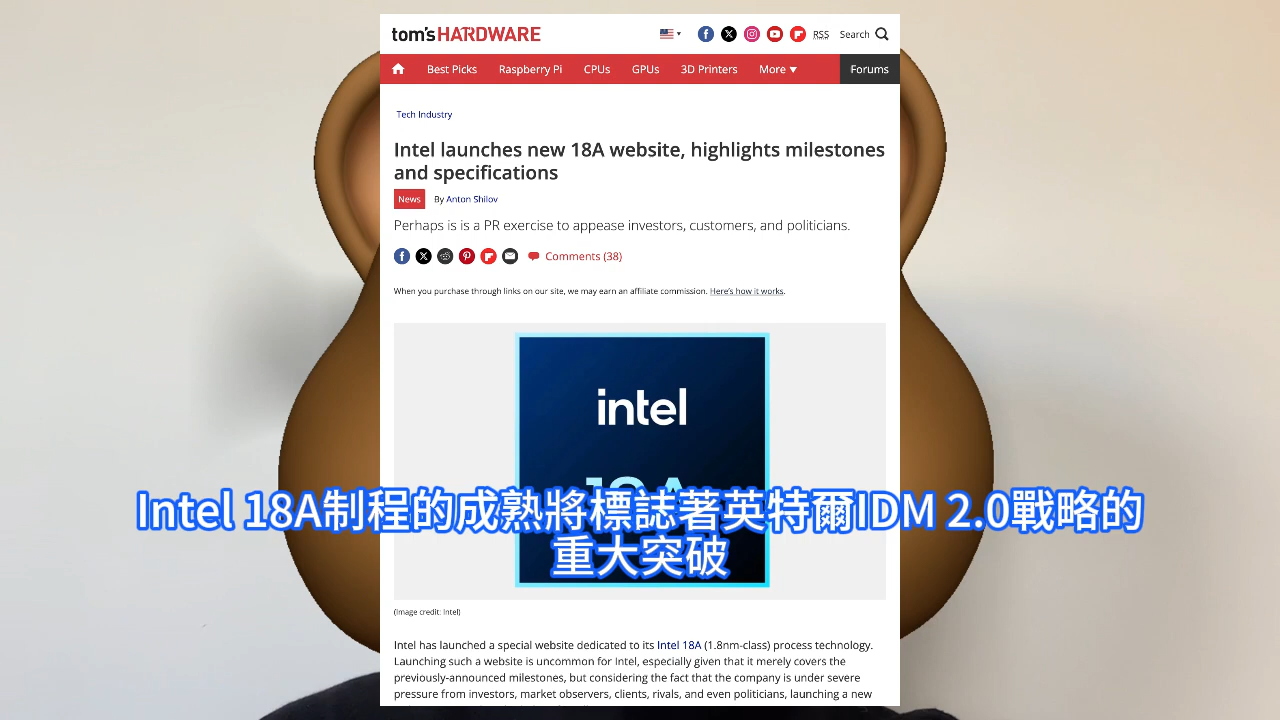 tom's HARDWARE
RSS
Search
Best Picks
Raspberry Pi
CPUs
GPUs
3D Printers
More
Forums
Tech Industry
Intel launches new 18A website, highlights milestones
and specifications
News
By Anton Shilov
Perhaps is is a PR exercise to appease investors, customers, and politicians.
Comments (38)
When you purchase through links on our site, we may earn an affiliate commission. Here's how it works.
intel
18A
Intel 18A制程的成熟將標誌著英特爾IDM 2.0戰略的
重大突破
(Image credit: Intel)
Intel has launched a special website dedicated to its Intel 18A (1.8nm-class) process technology.
Launching such a website is uncommon for Intel, especially given that it merely covers the
previously-announced milestones, but considering the fact that the company is under severe
pressure from investors, market observers, clients, rivals, and even politicians, launching a new